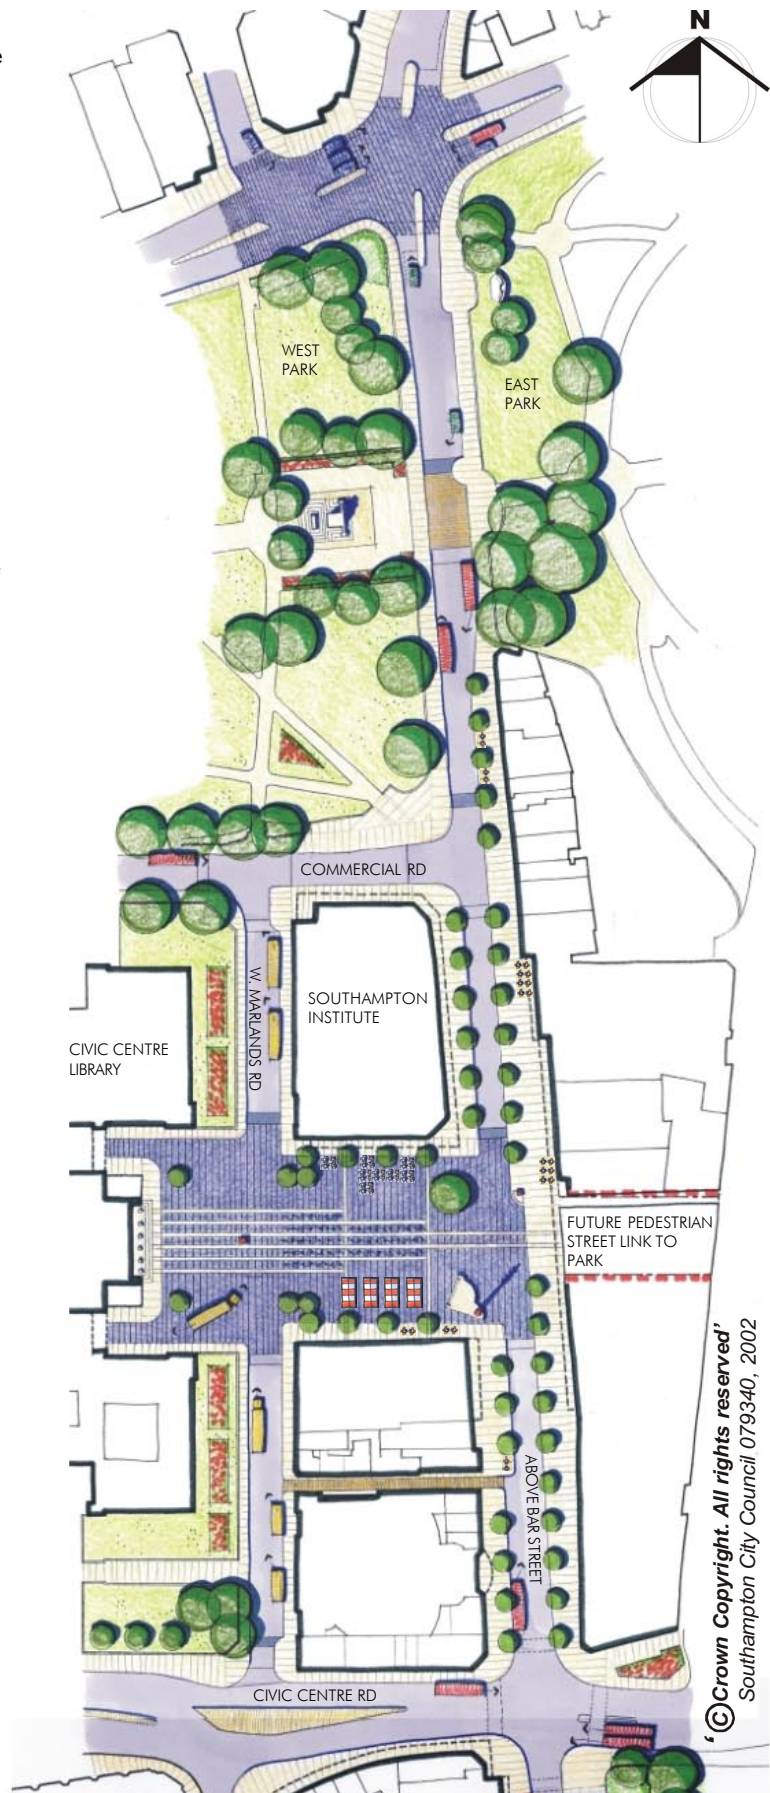 N
WEST
PARK
EAST
PARK
COMMERCIAL RD
W. MARLANDS RD
SOUTHAMPTON
INSTITUTE
CIVIC CENTRE
LIBRARY
FUTURE PEDESTRIAN
STREET LINK TO
PARK
ABOVE BAR STREET
CIVIC CENTRE RD
'©Crown Copyright. All rights reserved'
Southampton City Council 079340, 2002